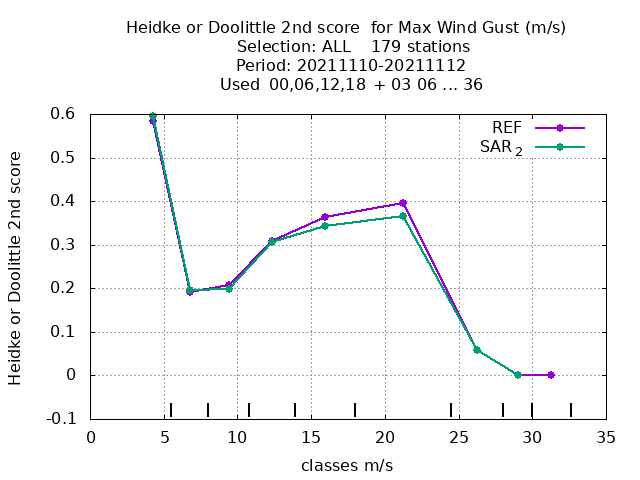 Heidke or Doolittle 2nd score  for Max Wind Gust (m/s)
Selection: ALL    179 stations
Period: 20211110-20211112
Used  00,06,12,18  + 03 06 ... 36
REF
SAR 2
Heidke or Doolittle 2nd score
0.6
0.5
0.4
0.3
0.2
0.1
0
-0.1
0 5 10 15 20 25 30 35
classes m/s